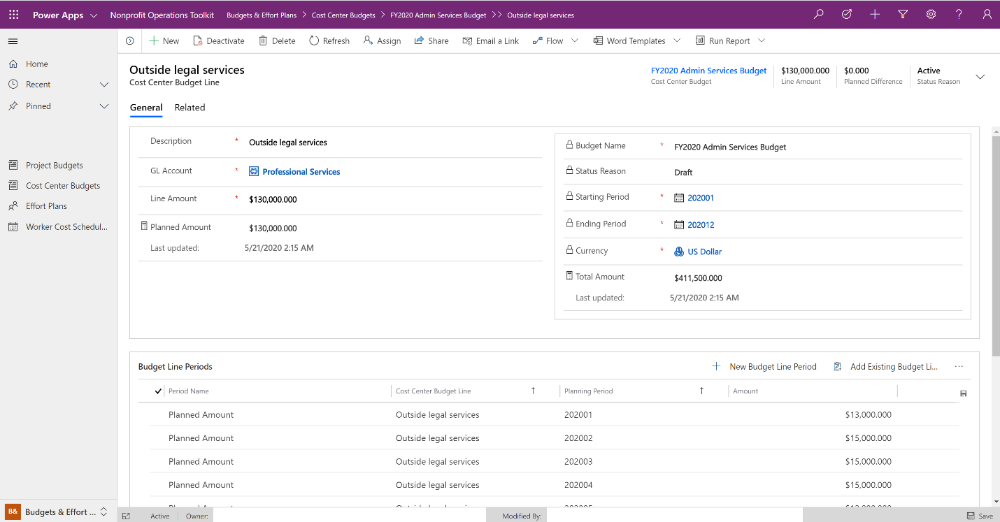 Power Apps Nonprofit Operations Toolkit Budgets & Effort Plans > Cost Center Budgets > FY2020 Admin Services Budget >> Outside legal services
New Deactivate Delete Refresh Assign Share Email a Link Flow Word Templates Run Report
Home
Recent
Pinned
Project Budgets
Cost Center Budgets
Effort Plans
Worker Cost Schedul...
B& Budgets & Effort ...
Outside legal services
Cost Center Budget Line
FY2020 Admin Services Budget
Cost Center Budget
$130,000.000
Line Amount
$0.000
Planned Difference
Active
Status Reason
General Related
Description * Outside legal services
GL Account * Professional Services
Line Amount * $130,000.000
Planned Amount $130,000.000
Last updated: 5/21/2020 2:15 AM
Budget Name * FY2020 Admin Services Budget
Status Reason Draft
Starting Period * 202001
Ending Period * 202012
Currency * US Dollar
Total Amount $411,500.000
Last updated: 5/21/2020 2:15 AM
Budget Line Periods New Budget Line Period Add Existing Budget Li... ...
Period Name Cost Center Budget Line ↑ Planning Period ↑ Amount
Planned Amount Outside legal services 202001 $13,000.000
Planned Amount Outside legal services 202002 $15,000.000
Planned Amount Outside legal services 202003 $15,000.000
Planned Amount Outside legal services 202004 $15,000.000
Active Owner: Modified By: Save